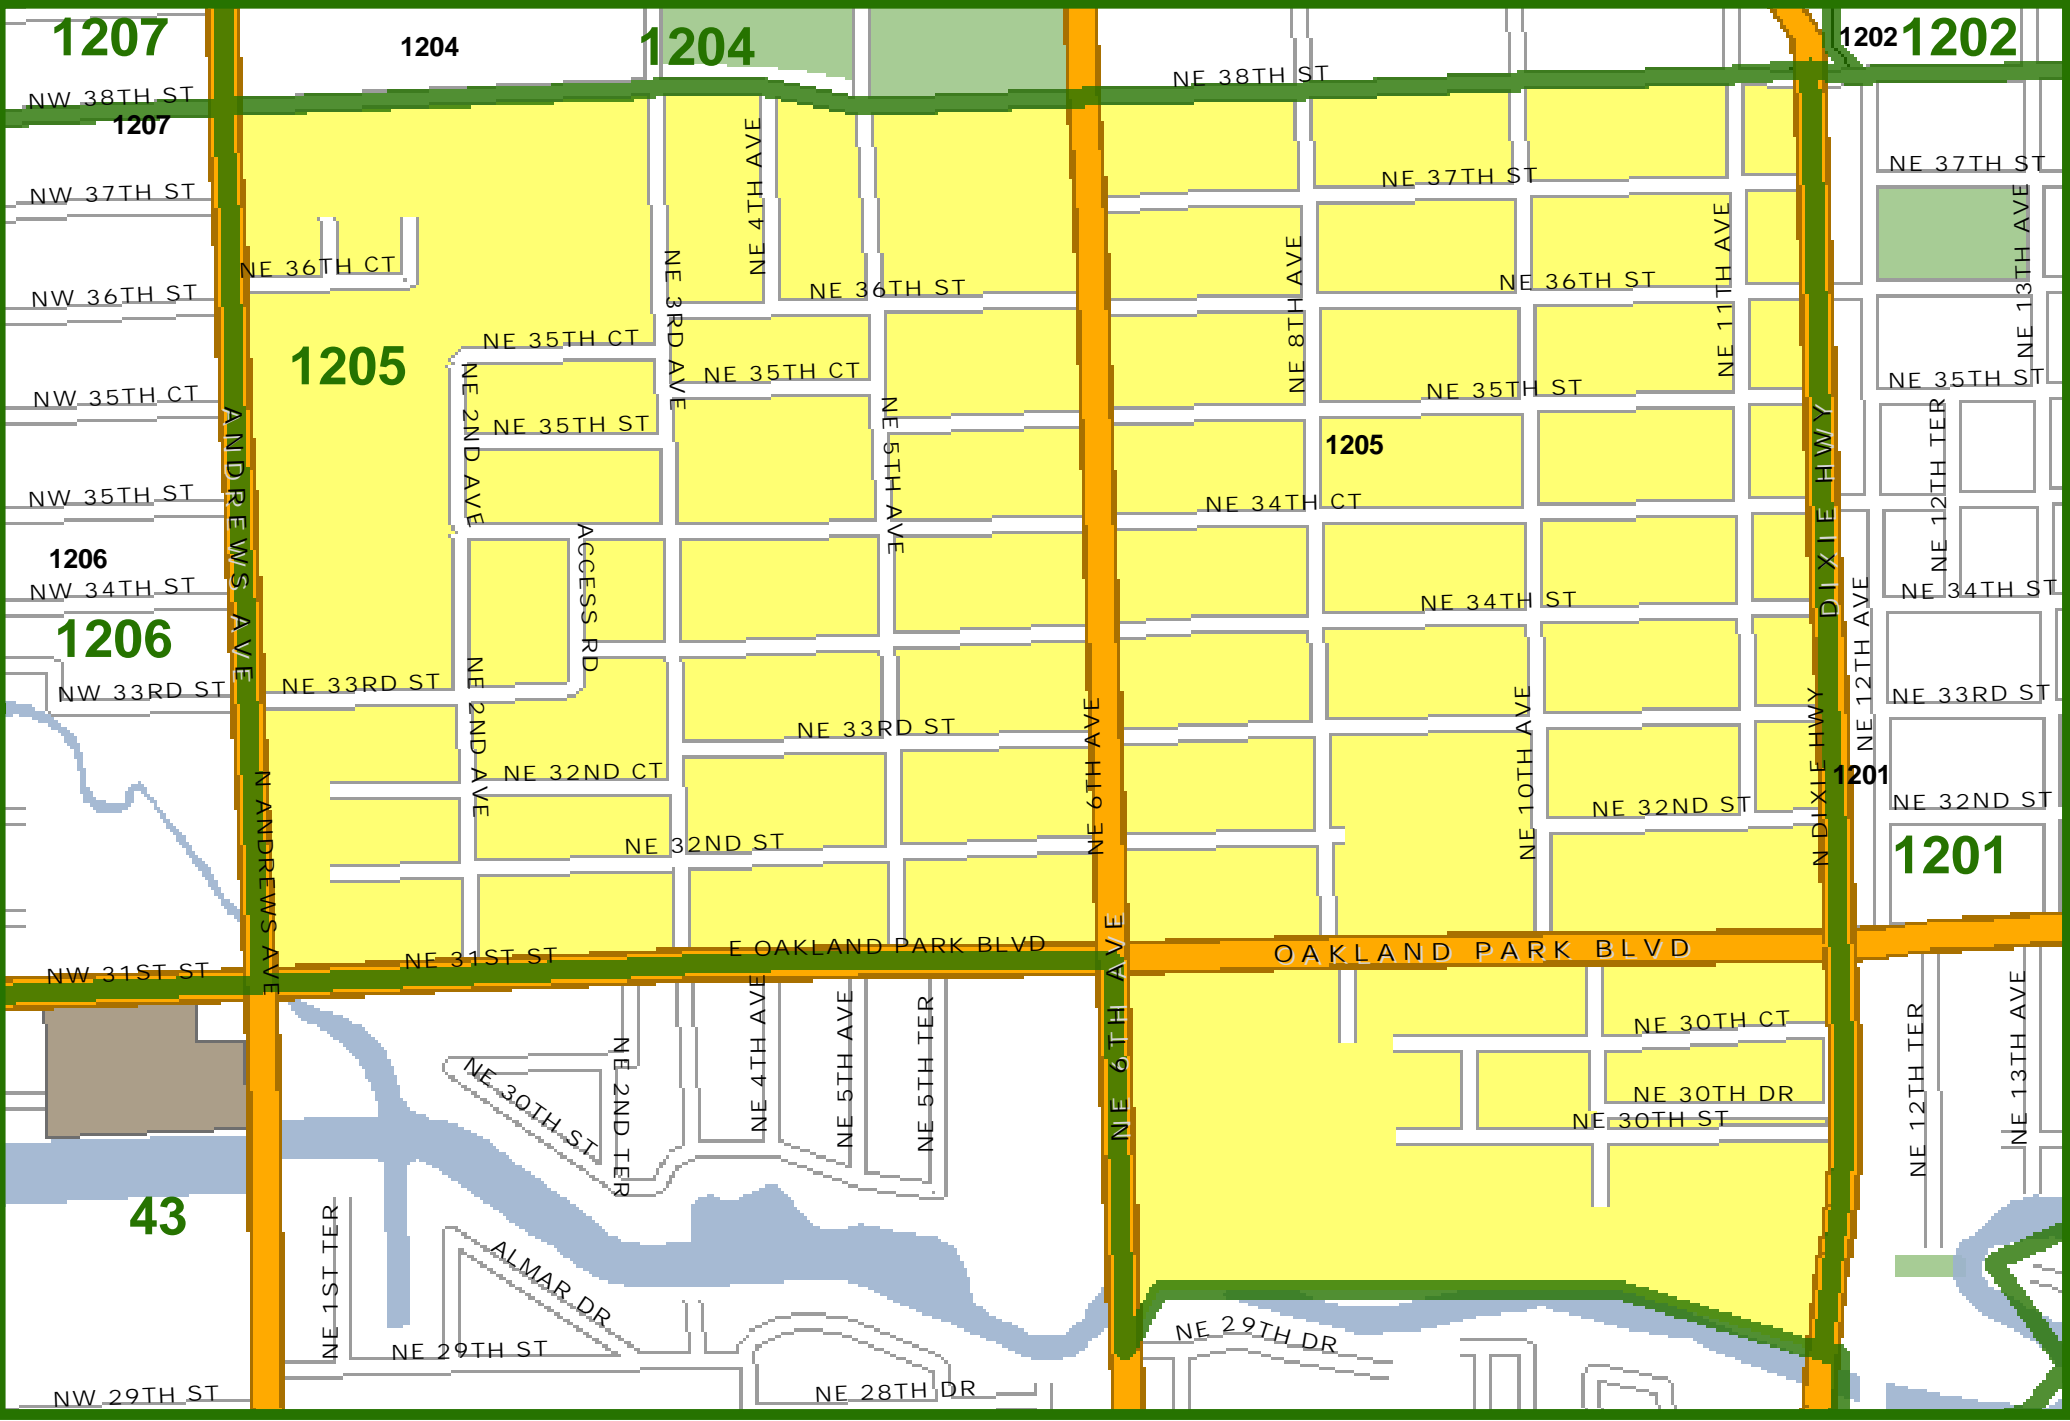 1207
1204
1204
1202
1202
NE 38TH ST
NW 38TH ST
1207
NE 37TH ST
NE 37TH ST
NW 37TH ST
NE 4TH AVE
NE 13TH AVE
NE 11TH AVE
NE 8TH AVE
NE 3RD AVE
NE 36TH CT
NE 36TH ST
NE 36TH ST
NW 36TH ST
NE 35TH CT
1205
NE 35TH CT
NE 35TH ST
NE 35TH ST
NW 35TH CT
NE 2ND AVE
NE 35TH ST
NE 5TH AVE
1205
ANDREWS AVE
DIXIE HWY
NE 12TH TER
NW 35TH ST
NE 34TH CT
ACCESS RD
1206
NW 34TH ST
NE 34TH ST
NE 34TH ST
1206
NE 12TH AVE
NW 33RD ST
NE 33RD ST
NE 33RD ST
NE 2ND AVE
NE 33RD ST
NE 6TH AVE
NE 10TH AVE
N DIXIE HWY
NE 32ND CT
1201
NE 32ND ST
NE 32ND ST
N ANDREWS AVE
NE 32ND ST
1201
E OAKLAND PARK BLVD
OAKLAND PARK BLVD
NE 31ST ST
NW 31ST ST
NE 6TH AVE
NE 4TH AVE
NE 5TH AVE
NE 5TH TER
NE 30TH CT
NE 12TH TER
NE 13TH AVE
NE 2ND TER
NE 30TH ST
NE 30TH DR
NE 30TH ST
43
NE 1ST TER
ALMAR DR
NE 29TH DR
NE 29TH ST
NW 29TH ST
NE 28TH DR